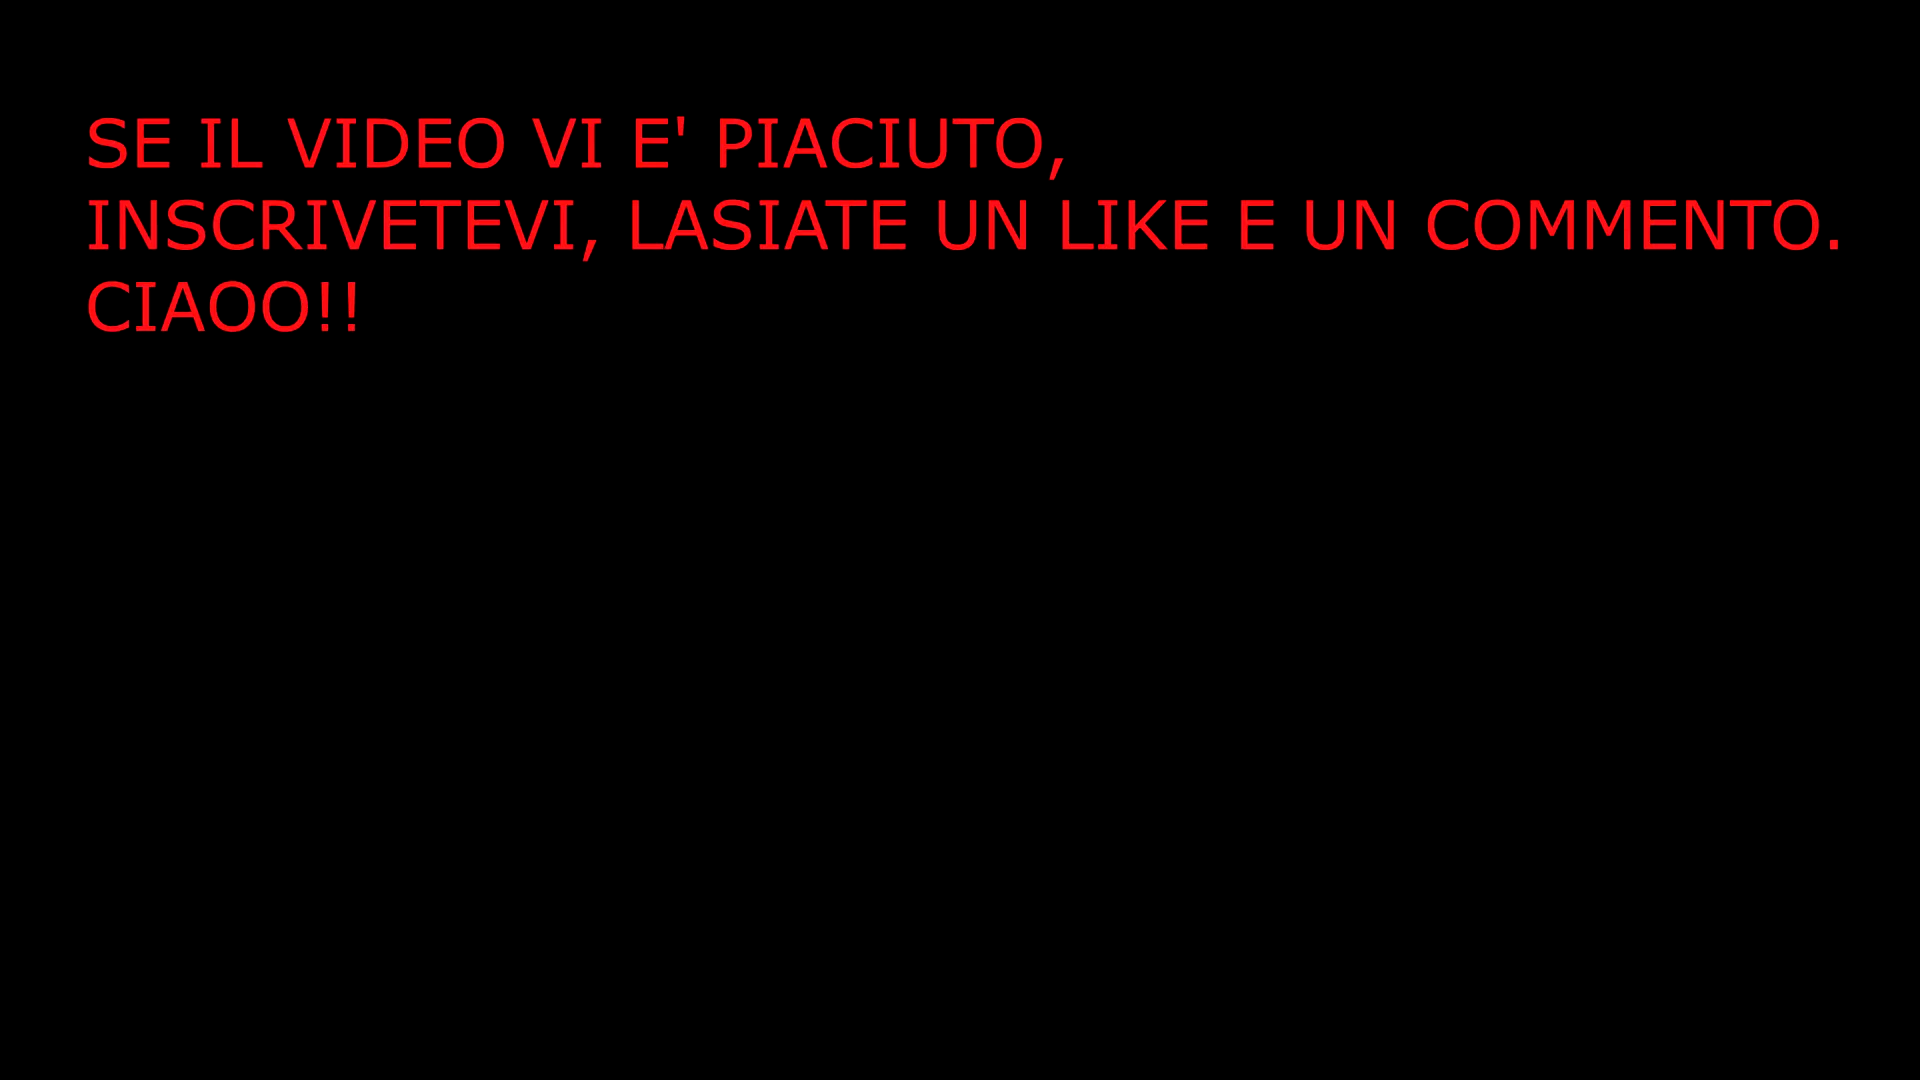 SE IL VIDEO VI E' PIACIUTO,
INSCRIVETEVI, LASIATE UN LIKE E UN COMMENTO.
CIAOO!!